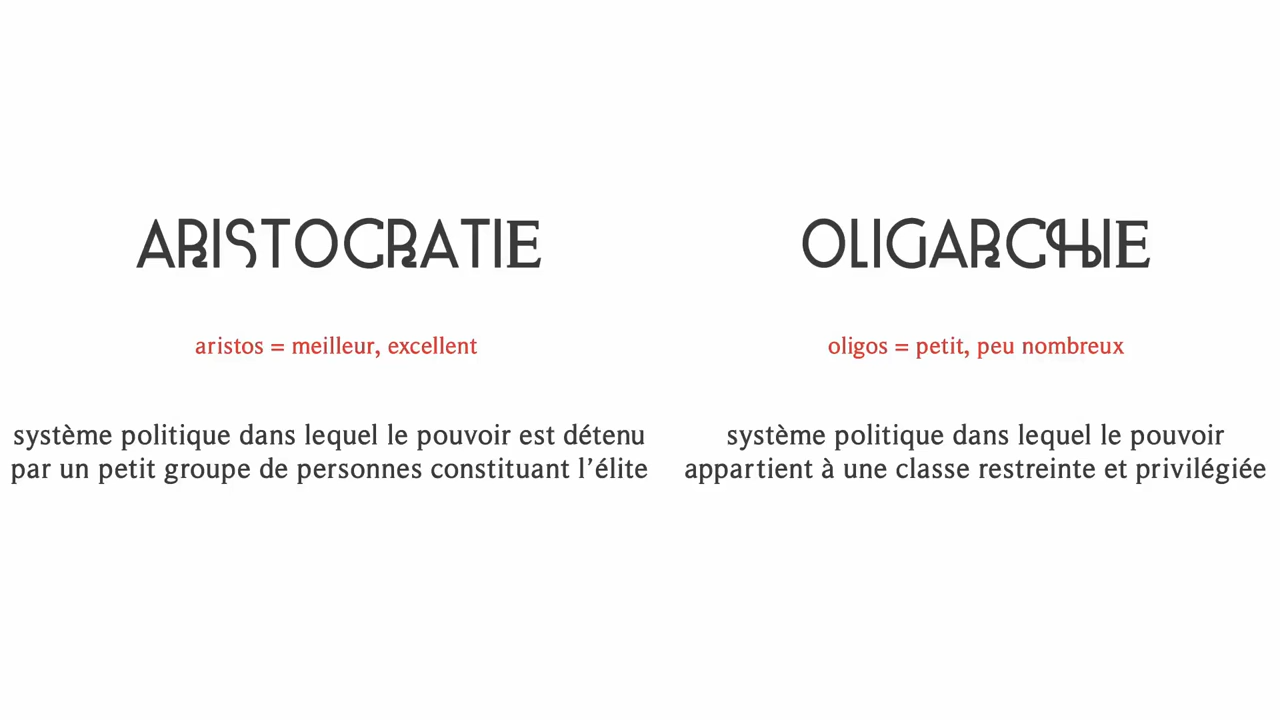 ARISTOCRATIE
aristos = meilleur, excellent
système politique dans lequel le pouvoir est détenu
par un petit groupe de personnes constituant l’élite
OLIGARCHIE
oligos = petit, peu nombreux
système politique dans lequel le pouvoir
appartient à une classe restreinte et privilégiée